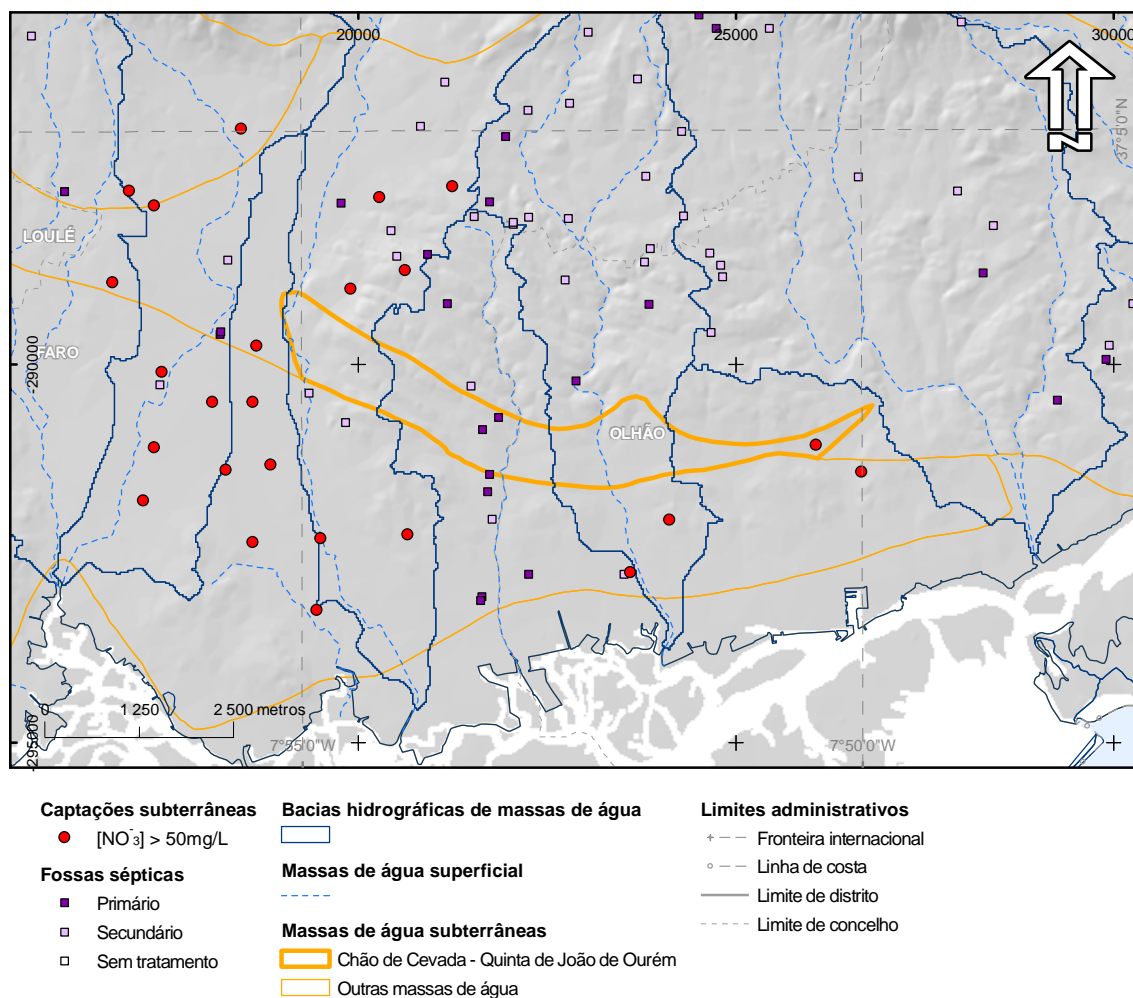 20000
25000
30000
37°5'0"N
LOULÉ
FARO
-290000
OLHÃO
0
1 250
2 500 metros
-295000
7°55'0"W
7°50'0"W
N
Captações subterrâneas
[NO⁻₃] > 50mg/L
Fossas sépticas
Primário
Secundário
Sem tratamento
Bacias hidrográficas de massas de água
Massas de água superficial
Massas de água subterrâneas
Chão de Cevada - Quinta de João de Ourém
Outras massas de água
Limites administrativos
Fronteira internacional
Linha de costa
Limite de distrito
Limite de concelho